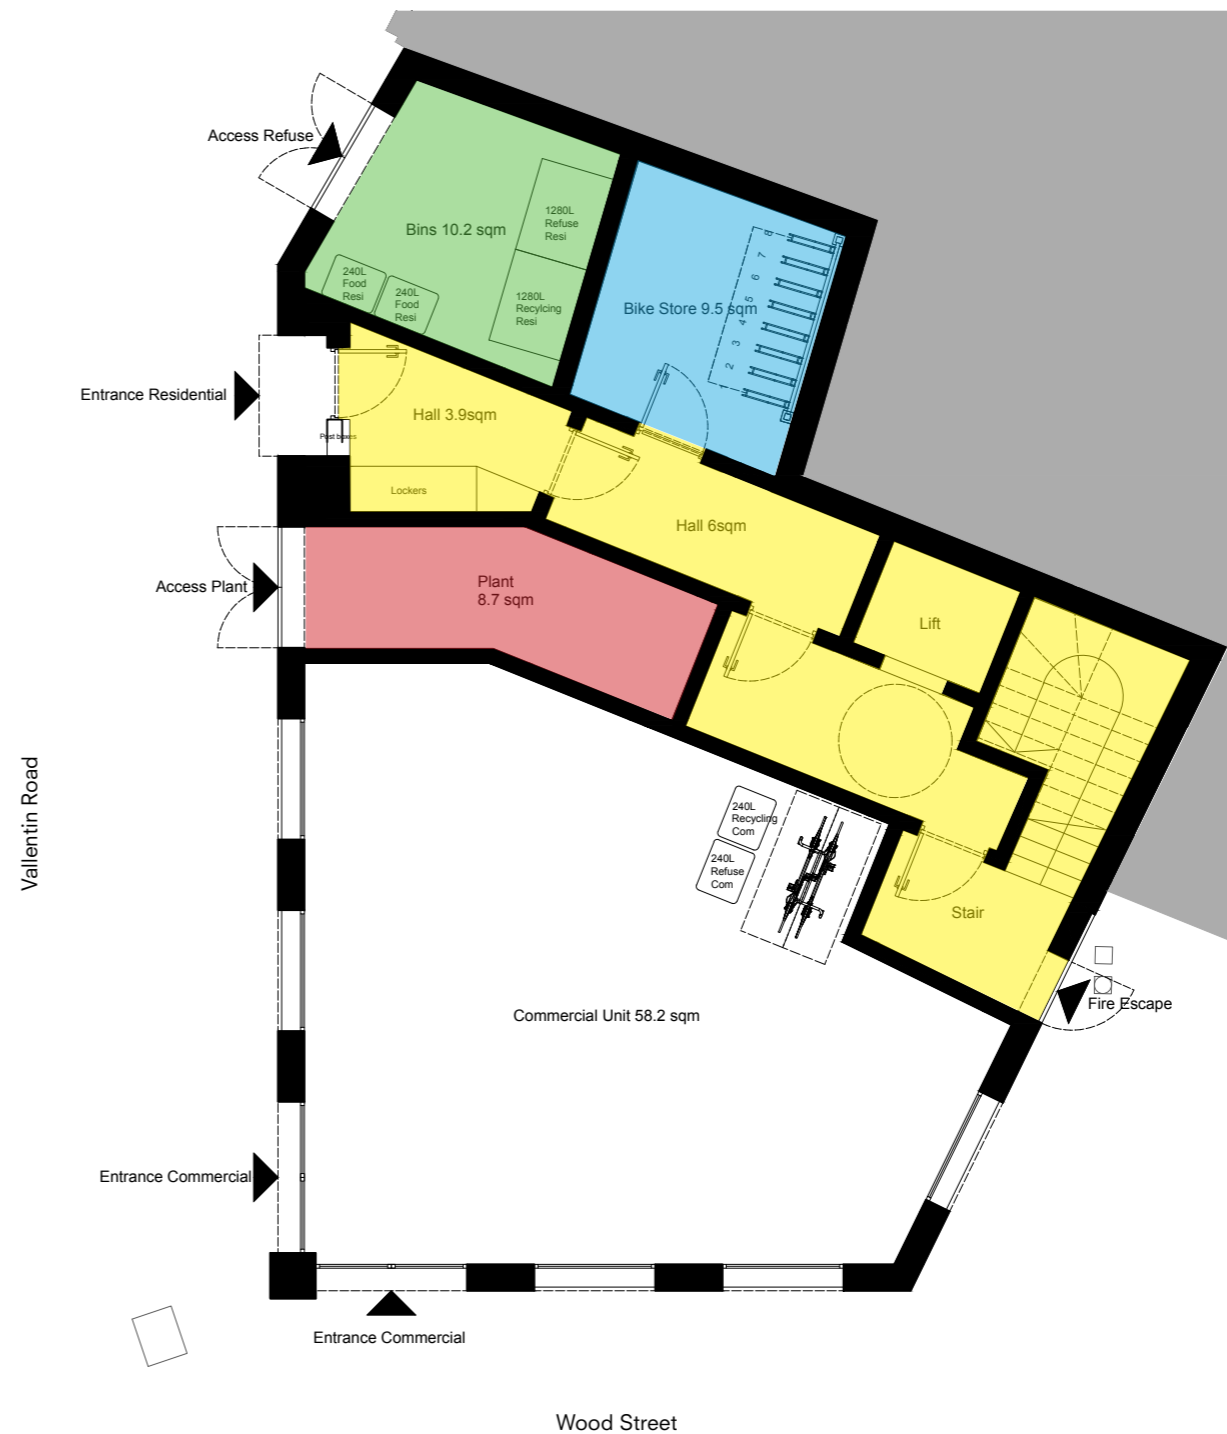 Access Refuse
Bins 10.2 sqm
1280L
Refuse
Resi
1280L
Recylcing
Resi
240L
Food
Resi
240L
Food
Resi
Bike Store 9.5 sqm
8
7
6
5
4
3
2
1
Entrance Residential
Post boxes
Hall 3.9sqm
Lockers
Hall 6sqm
Access Plant
Plant
8.7 sqm
Lift
Stair
240L
Recycling
Com
240L
Refuse
Com
Fire Escape
Commercial Unit 58.2 sqm
Vallentin Road
Entrance Commercial
Entrance Commercial
Wood Street